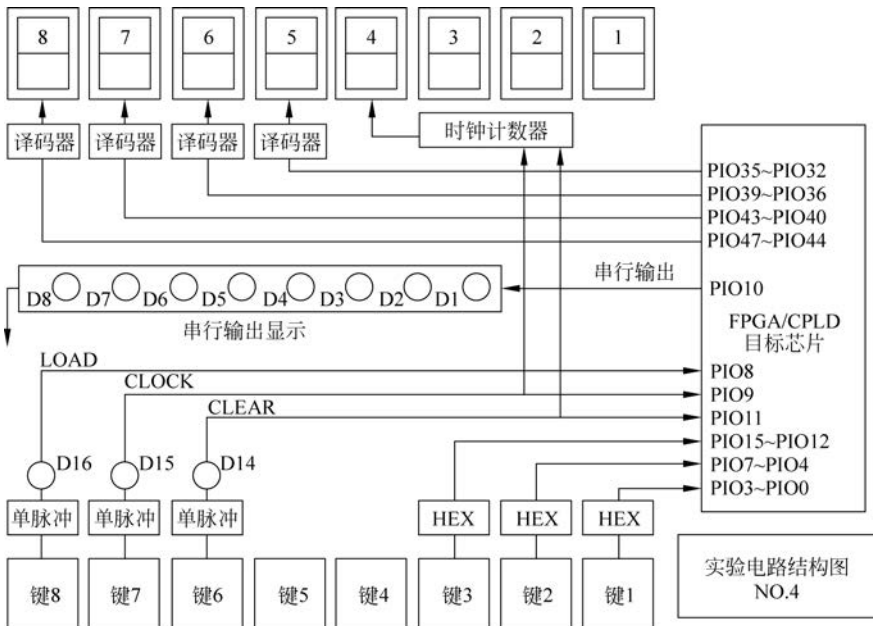 8 7 6 5 4 3 2 1
译码器 译码器 译码器 译码器 时钟计数器
PIO35~PIO32
PIO39~PIO36
PIO43~PIO40
PIO47~PIO44
串行输出
D8 D7 D6 D5 D4 D3 D2 D1
PIO10
串行输出显示
FPGA/CPLD
目标芯片
LOAD
PIO8
CLOCK
PIO9
CLEAR
PIO11
PIO15~PIO12
D16 D15 D14
PIO7~PIO4
PIO3~PIO0
单脉冲 单脉冲 单脉冲 HEX HEX HEX
键8 键7 键6 键5 键4 键3 键2 键1
实验电路结构图
NO.4